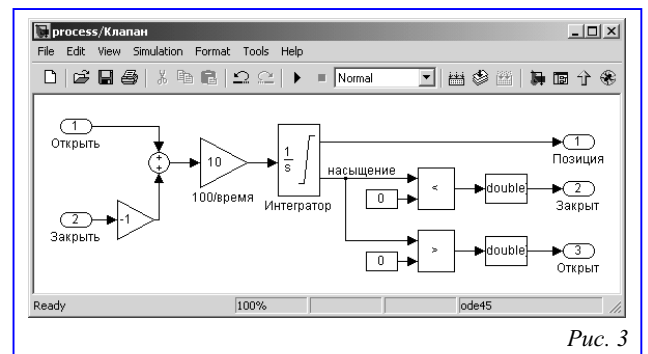 process/Клапан
File Edit View Simulation Format Tools Help
Normal
1
Открыть
+
+
10
100/время
1
s
Интегратор
насыщение
1
Позиция
0
<
double
2
Закрыт
2
Закрыть
-1
0
>
double
3
Открыт
Ready
100%
ode45
Рис. 3